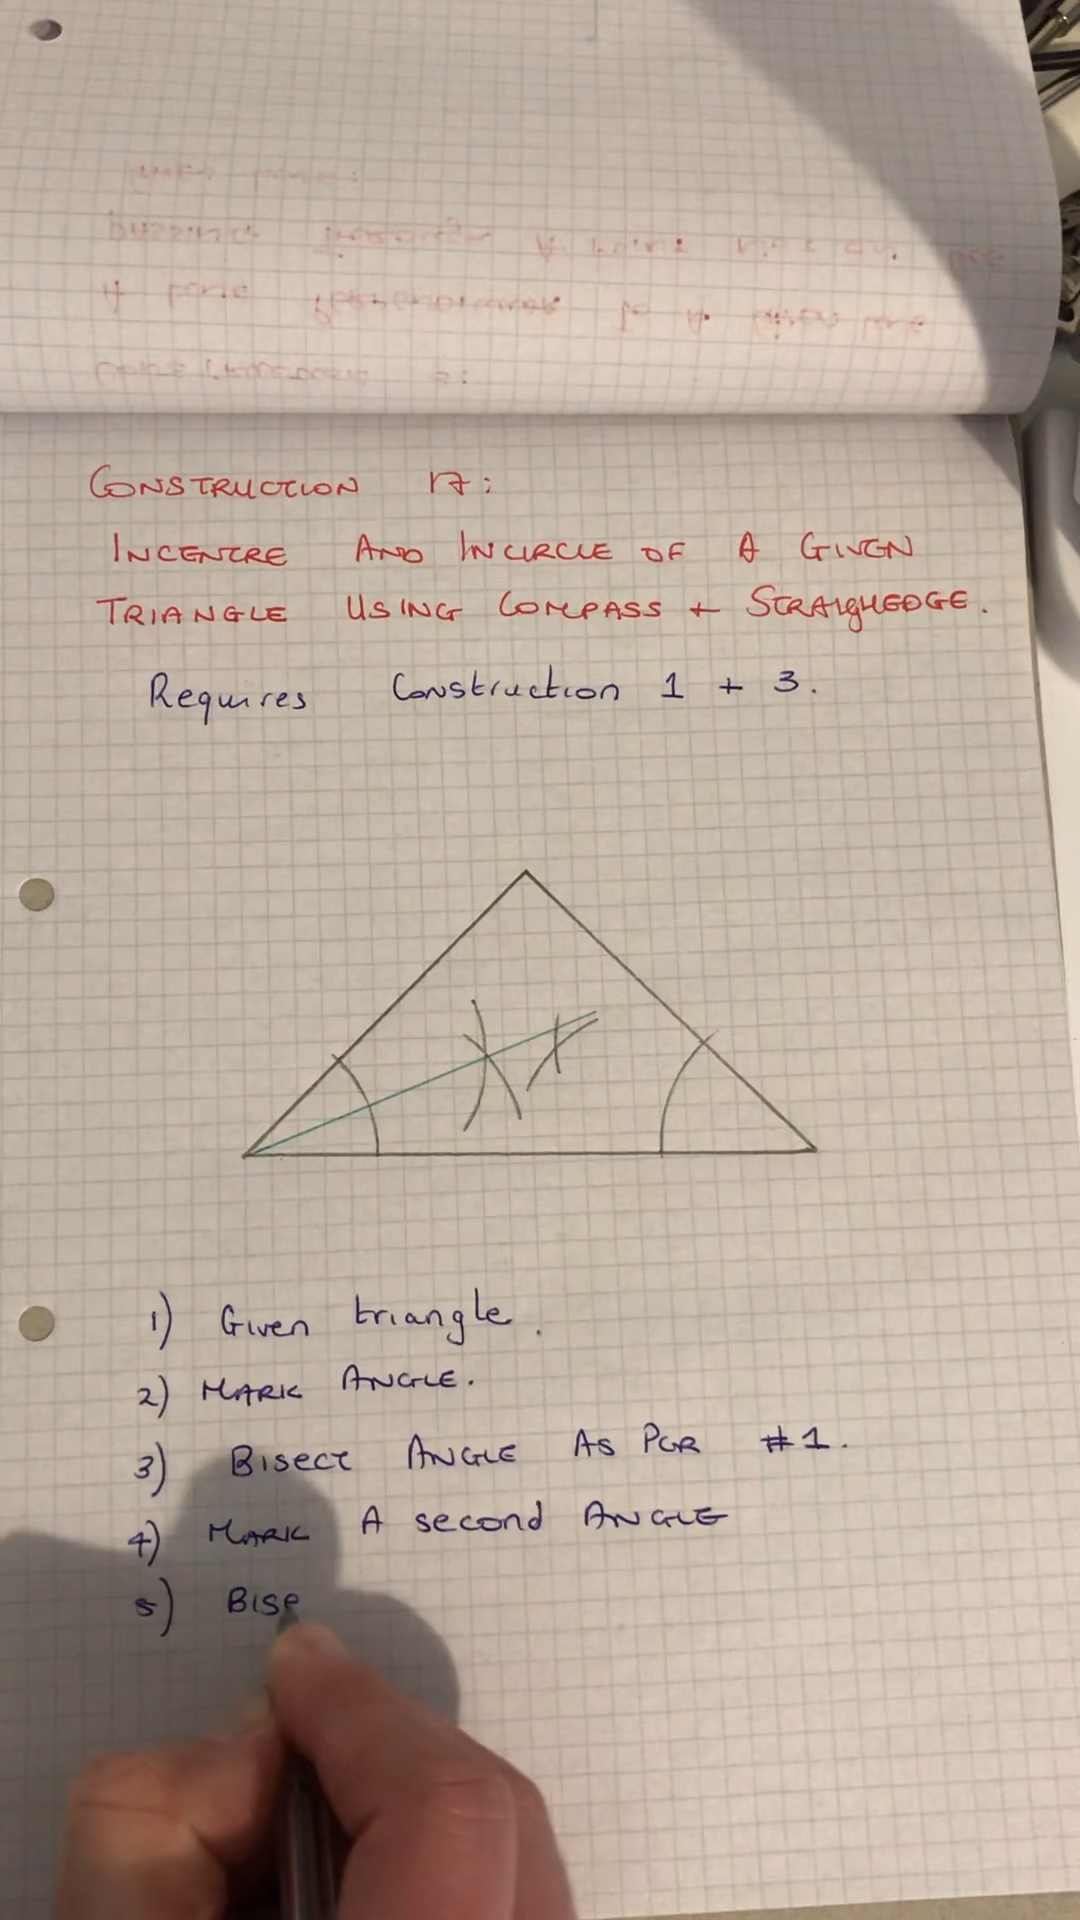 CONSTRUCTION 17:
INCENTRE AND INCIRCLE OF A GIVEN
TRIANGLE USING COMPASS + STRAIGHEDGE.
Requires Construction 1 + 3.
1) Given triangle.
2) MARK ANGLE.
3) BISECT ANGLE AS PER #1.
4) MARK A second ANGLE
5) BISE